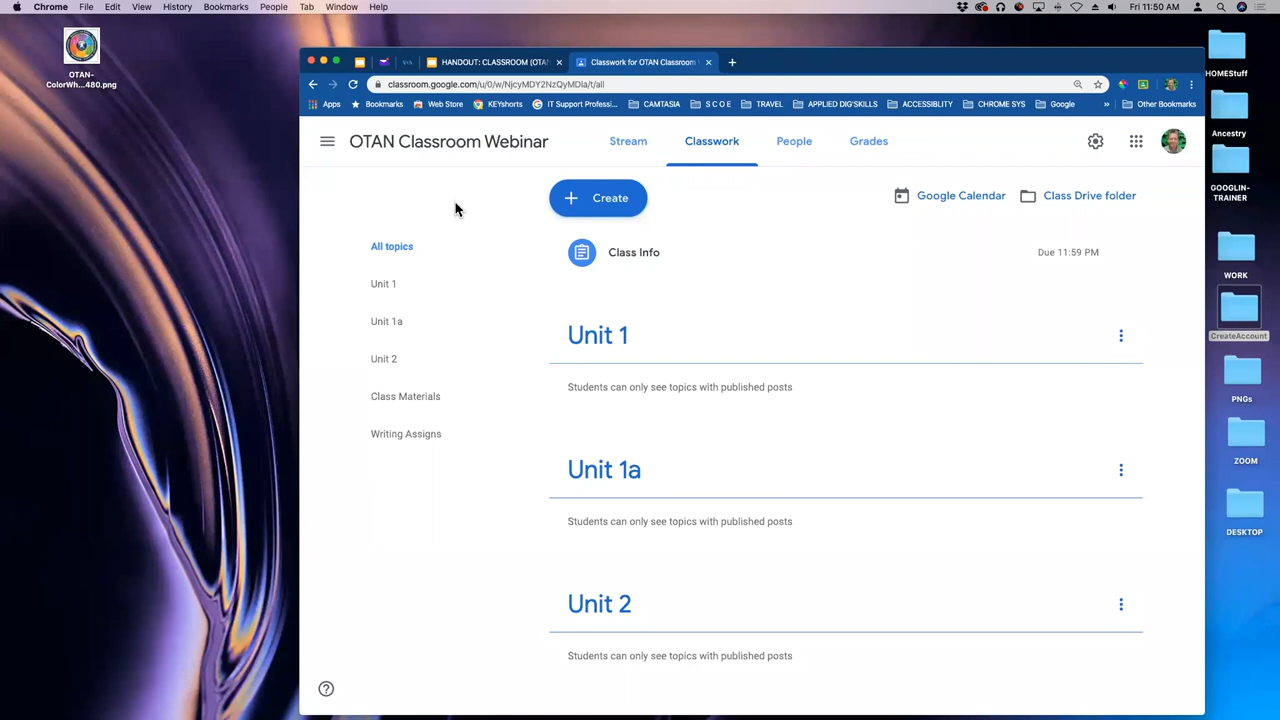 Chrome File Edit View History Bookmarks People Tab Window Help Fri 11:50 AM
OTAN-
ColorWh...480.png
HANDOUT: CLASSROOM (OTAN
Classwork for OTAN Classroom
classroom.google.com/u/0/w/NjcyMDY2NzQyMDla/t/all
Apps Bookmarks Web Store KEYshorts IT Support Professi... CAMTASIA S C O E TRAVEL APPLIED DIG'SKILLS ACCESSIBLITY CHROME SYS Google » Other Bookmarks
OTAN Classroom Webinar Stream Classwork People Grades
Create
Google Calendar
Class Drive folder
All topics
Unit 1
Unit 1a
Unit 2
Class Materials
Writing Assigns
Class Info Due 11:59 PM
Unit 1
Students can only see topics with published posts
Unit 1a
Students can only see topics with published posts
Unit 2
Students can only see topics with published posts
HOMEStuff
Ancestry
GOOGLIN-
TRAINER
WORK
CreateAccount
PNGs
ZOOM
DESKTOP